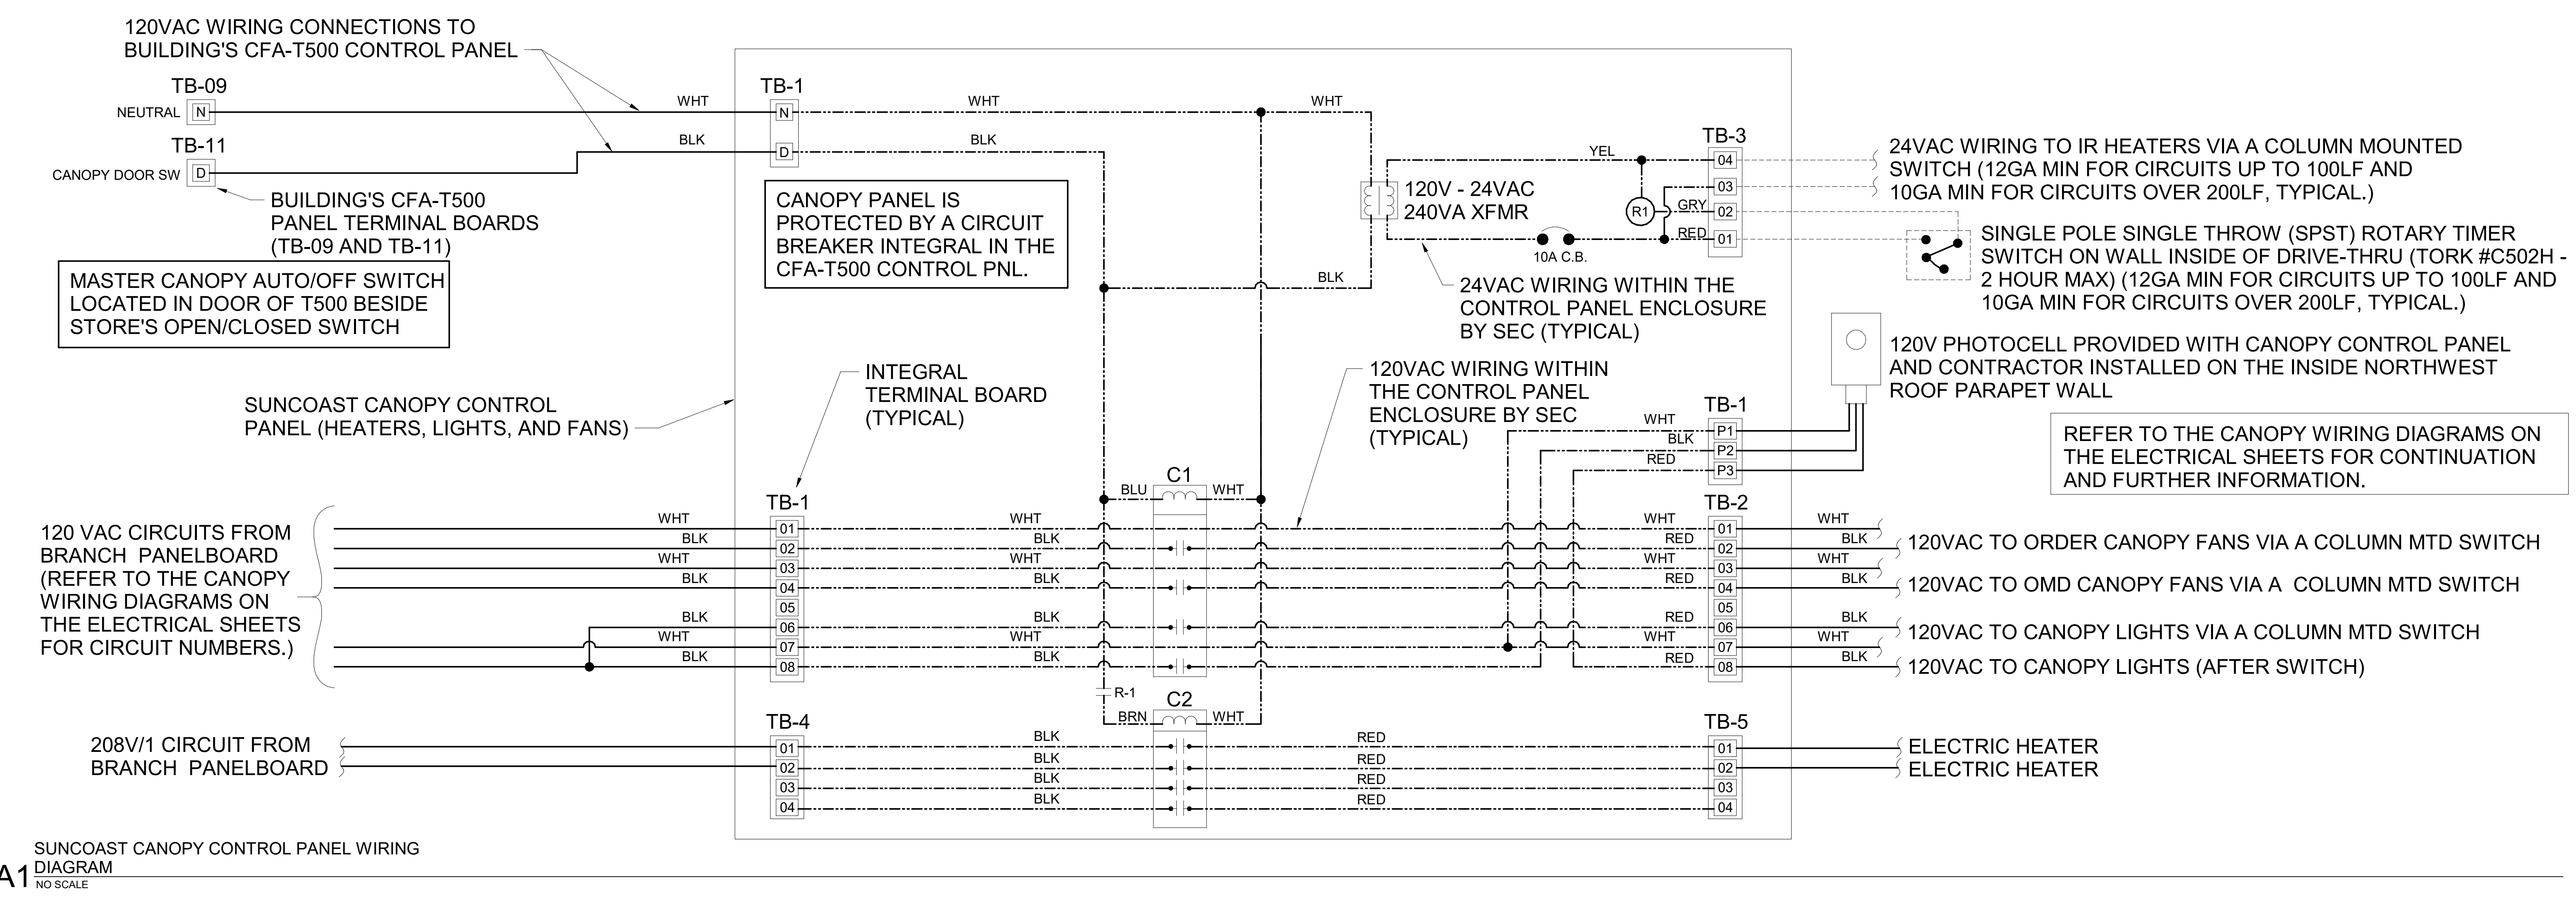 120VAC WIRING CONNECTIONS TO
BUILDING'S CFA-T500 CONTROL PANEL
TB-09
NEUTRAL N
TB-11
CANOPY DOOR SW D
BUILDING'S CFA-T500
PANEL TERMINAL BOARDS
(TB-09 AND TB-11)
MASTER CANOPY AUTO/OFF SWITCH
LOCATED IN DOOR OF T500 BESIDE
STORE'S OPEN/CLOSED SWITCH
WHT
BLK
TB-1
N
D
WHT
BLK
WHT
CANOPY PANEL IS
PROTECTED BY A CIRCUIT
BREAKER INTEGRAL IN THE
CFA-T500 CONTROL PNL.
120V - 24VAC
240VA XFMR
BLK
YEL
R1
GRY
RED
10A C.B.
TB-3
04
03
02
01
24VAC WIRING WITHIN THE
CONTROL PANEL ENCLOSURE
BY SEC (TYPICAL)
24VAC WIRING TO IR HEATERS VIA A COLUMN MOUNTED
SWITCH (12GA MIN FOR CIRCUITS UP TO 100LF AND
10GA MIN FOR CIRCUITS OVER 200LF, TYPICAL.)
SINGLE POLE SINGLE THROW (SPST) ROTARY TIMER
SWITCH ON WALL INSIDE OF DRIVE-THRU (TORK #C502H -
2 HOUR MAX) (12GA MIN FOR CIRCUITS UP TO 100LF AND
10GA MIN FOR CIRCUITS OVER 200LF, TYPICAL.)
120V PHOTOCELL PROVIDED WITH CANOPY CONTROL PANEL
AND CONTRACTOR INSTALLED ON THE INSIDE NORTHWEST
ROOF PARAPET WALL
REFER TO THE CANOPY WIRING DIAGRAMS ON
THE ELECTRICAL SHEETS FOR CONTINUATION
AND FURTHER INFORMATION.
SUNCOAST CANOPY CONTROL
PANEL (HEATERS, LIGHTS, AND FANS)
INTEGRAL
TERMINAL BOARD
(TYPICAL)
120VAC WIRING WITHIN
THE CONTROL PANEL
ENCLOSURE BY SEC
(TYPICAL)
TB-1
WHT P1
BLK P2
RED P3
C1
BLU WHT
120 VAC CIRCUITS FROM
BRANCH PANELBOARD
(REFER TO THE CANOPY
WIRING DIAGRAMS ON
THE ELECTRICAL SHEETS
FOR CIRCUIT NUMBERS.)
TB-1
TB-2
WHT 01 WHT WHT 01 WHT
BLK 02 BLK RED 02 BLK
WHT 03 WHT WHT 03 WHT
BLK 04 BLK RED 04 BLK
05 05
BLK 06 BLK RED 06 BLK
WHT 07 WHT WHT 07 WHT
BLK 08 BLK RED 08 BLK
120VAC TO ORDER CANOPY FANS VIA A COLUMN MTD SWITCH
120VAC TO OMD CANOPY FANS VIA A COLUMN MTD SWITCH
120VAC TO CANOPY LIGHTS VIA A COLUMN MTD SWITCH
120VAC TO CANOPY LIGHTS (AFTER SWITCH)
R-1
C2
BRN WHT
208V/1 CIRCUIT FROM
BRANCH PANELBOARD
TB-4
TB-5
01 BLK RED 01
02 BLK RED 02
03 BLK RED 03
04 BLK RED 04
ELECTRIC HEATER
ELECTRIC HEATER
SUNCOAST CANOPY CONTROL PANEL WIRING
DIAGRAM
A1
NO SCALE